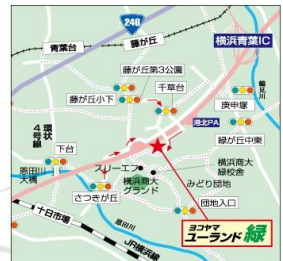 246
青葉台
藤が丘
横浜青葉IC
藤が丘第3公園
千草台
鶴見川
藤が丘小下
港北PA
庚申塚
環状4号線
下台
緑が丘中東
恩田川大橋
スリーエフ
横浜商大緑校舎
横浜商大グランド
みどり団地
さつきが丘
団地入口
十日市場
恩田川
JR横浜線
ヨコヤマ
ユーランド緑